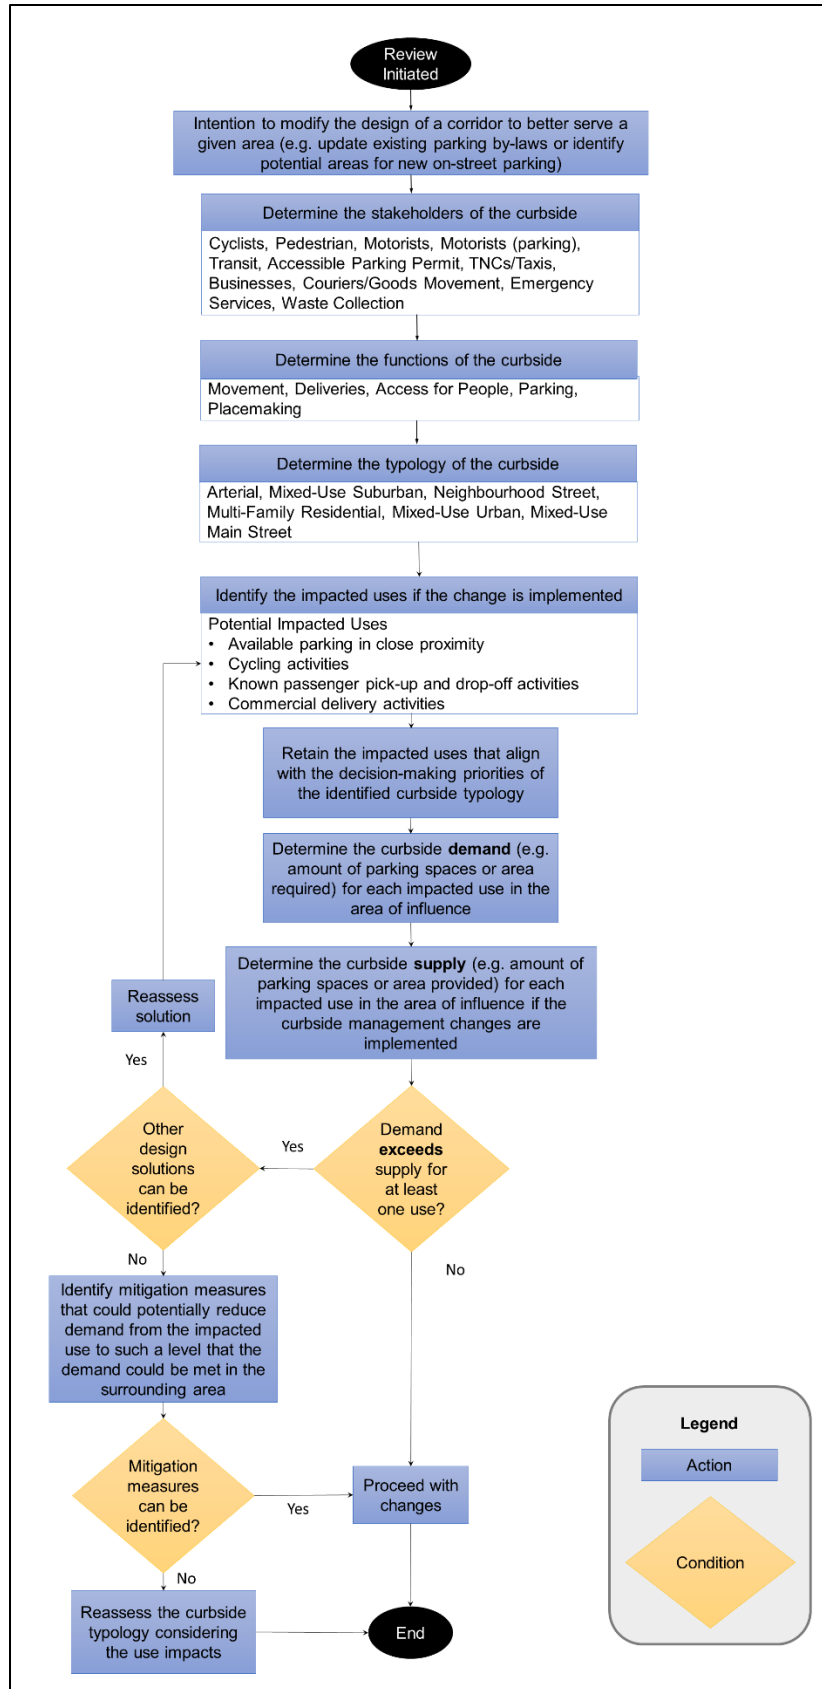 Review
Initiated
Intention to modify the design of a corridor to better serve a
given area (e.g. update existing parking by-laws or identify
potential areas for new on-street parking)
Determine the stakeholders of the curbside
Cyclists, Pedestrian, Motorists, Motorists (parking),
Transit, Accessible Parking Permit, TNCs/Taxis,
Businesses, Couriers/Goods Movement, Emergency
Services, Waste Collection
Determine the functions of the curbside
Movement, Deliveries, Access for People, Parking,
Placemaking
Determine the typology of the curbside
Arterial, Mixed-Use Suburban, Neighbourhood Street,
Multi-Family Residential, Mixed-Use Urban, Mixed-Use
Main Street
Identify the impacted uses if the change is implemented
Potential Impacted Uses
• Available parking in close proximity
• Cycling activities
• Known passenger pick-up and drop-off activities
• Commercial delivery activities
Retain the impacted uses that align
with the decision-making priorities of
the identified curbside typology
Determine the curbside demand (e.g.
amount of parking spaces or area
required) for each impacted use in the
area of influence
Determine the curbside supply (e.g. amount of
parking spaces or area provided) for each
impacted use in the area of influence if the
curbside management changes are
implemented
Reassess
solution
Yes
Other
design
solutions
can be
identified?
Yes
Demand
exceeds
supply for
at least
one use?
No
No
Identify mitigation measures
that could potentially reduce
demand from the impacted
use to such a level that the
demand could be met in the
surrounding area
Mitigation
measures
can be
identified?
Yes
Proceed with
changes
No
Reassess the curbside
typology considering
the use impacts
End
Legend
Action
Condition